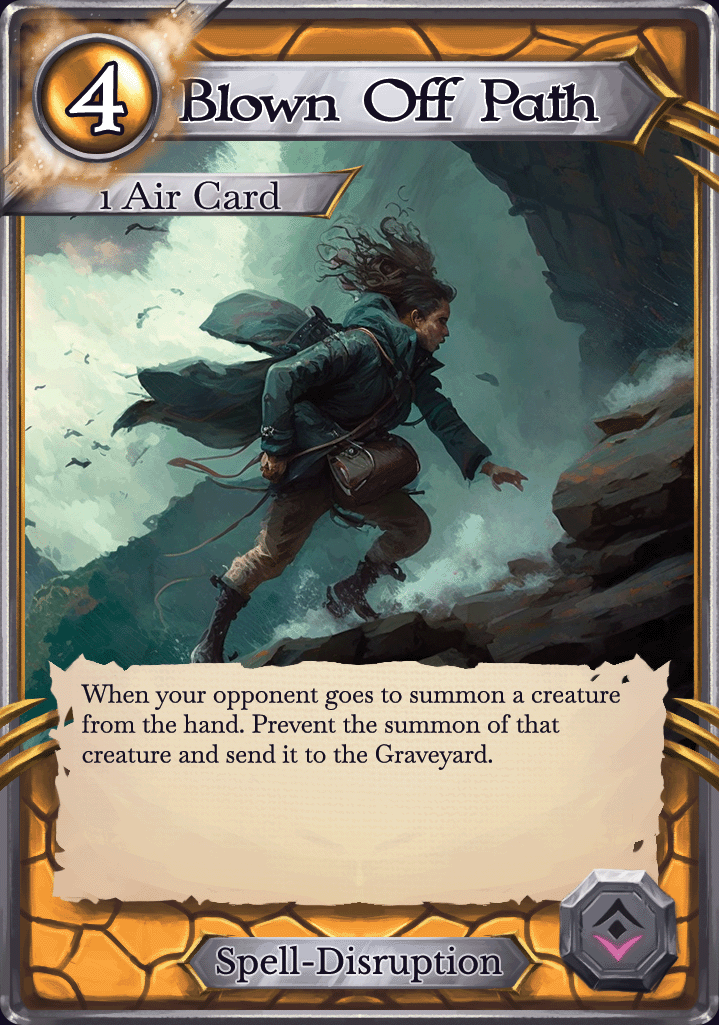 4
Blown Off Path
1 Air Card
When your opponent goes to summon a creature
from the hand. Prevent the summon of that
creature and send it to the Graveyard.
Spell-Disruption